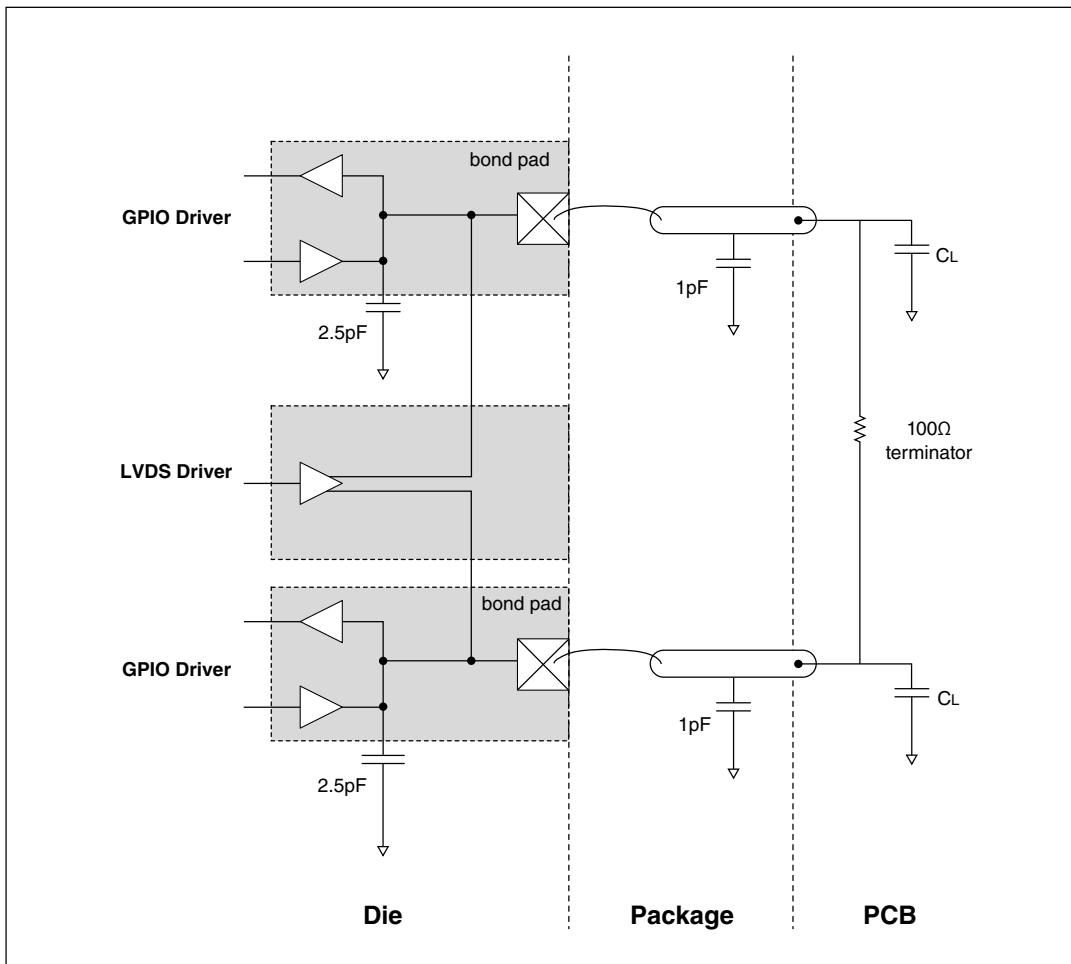 bond pad
GPIO Driver
2.5pF
1pF
CL
LVDS Driver
100Ω
terminator
bond pad
GPIO Driver
2.5pF
1pF
CL
Die
Package
PCB